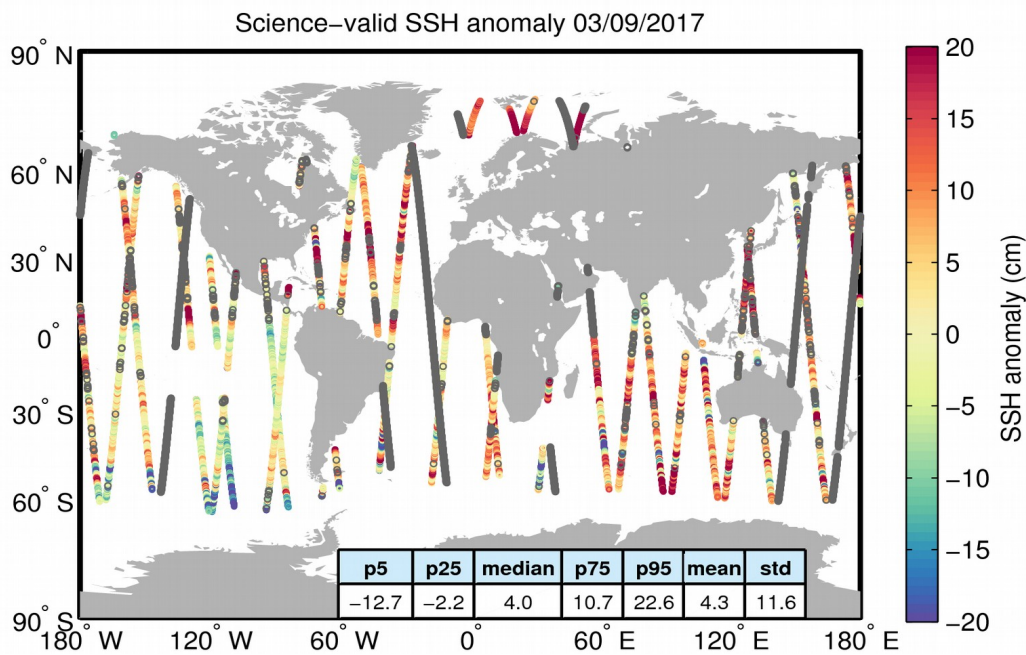 Science−valid SSH anomaly 03/09/2017
90° N
60° N
30° N
0°
30° S
60° S
90° S
180° W
120° W
60° W
0°
60° E
120° E
180° E
p5 p25 median p75 p95 mean std
−12.7 −2.2 4.0 10.7 22.6 4.3 11.6
20
15
10
5
0
−5
−10
−15
−20
SSH anomaly (cm)